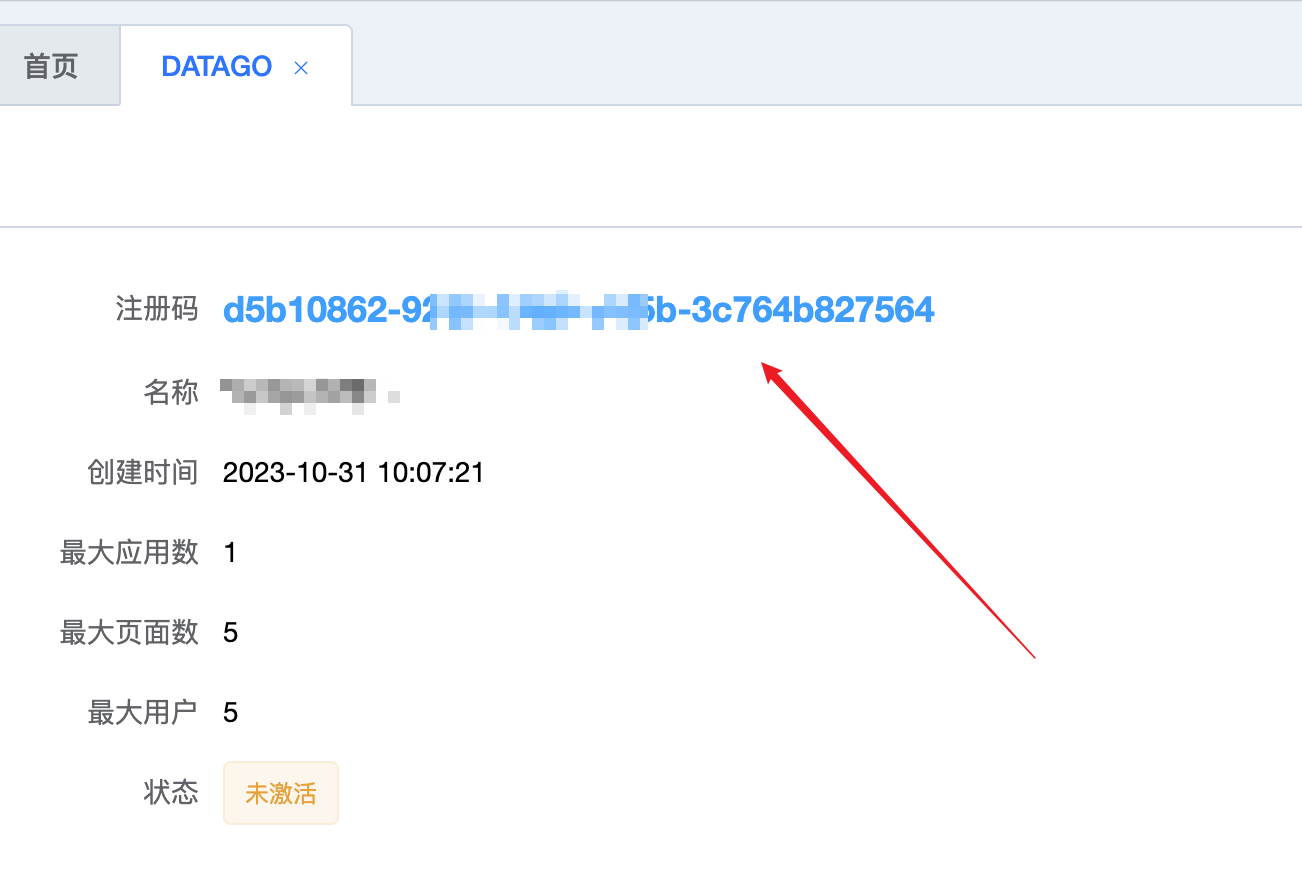 首页
DATAGO
注册码 d5b10862-92 5b-3c764b827564
名称
创建时间 2023-10-31 10:07:21
最大应用数 1
最大页面数 5
最大用户 5
状态 未激活